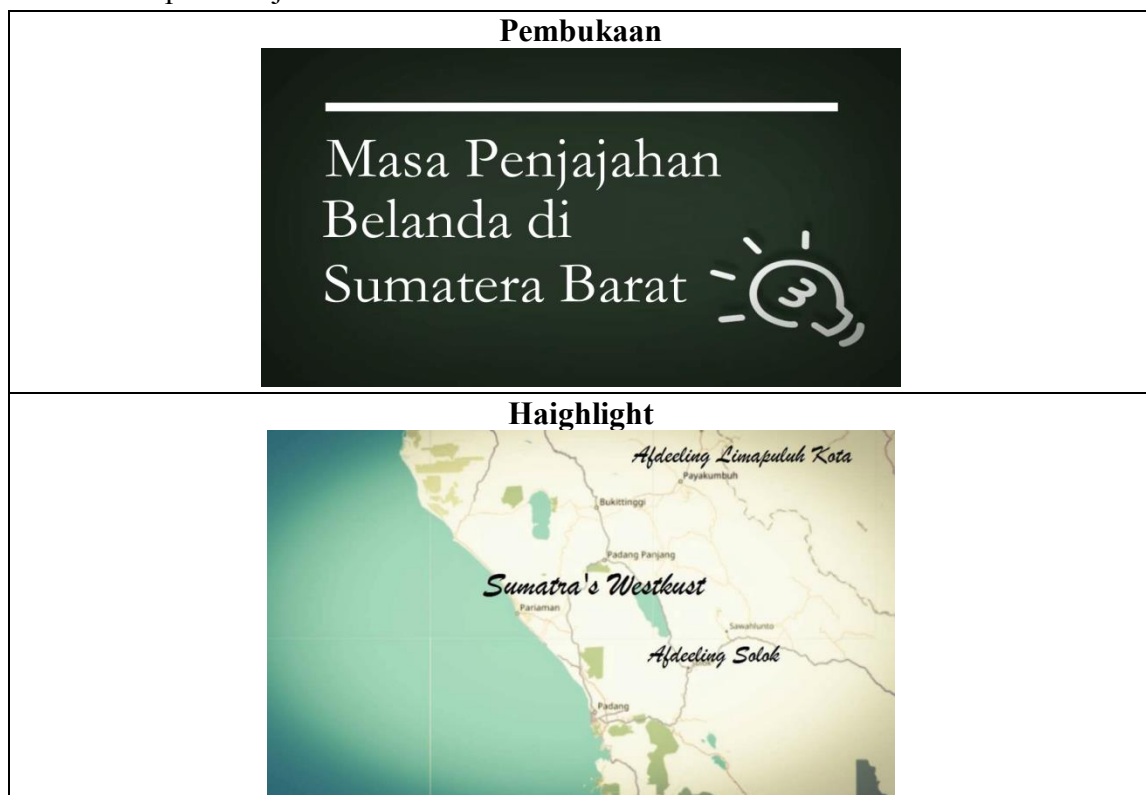 Pembukaan
Masa Penjajahan
Belanda di
Sumatera Barat
3
Haighlight
Afdeeling Limapuluh Kota
Payakumbuh
Bukittinggi
Padang Panjang
Sumatra's Westkust
Pariaman
Sawahlunto
Afdeeling Solok
Padang